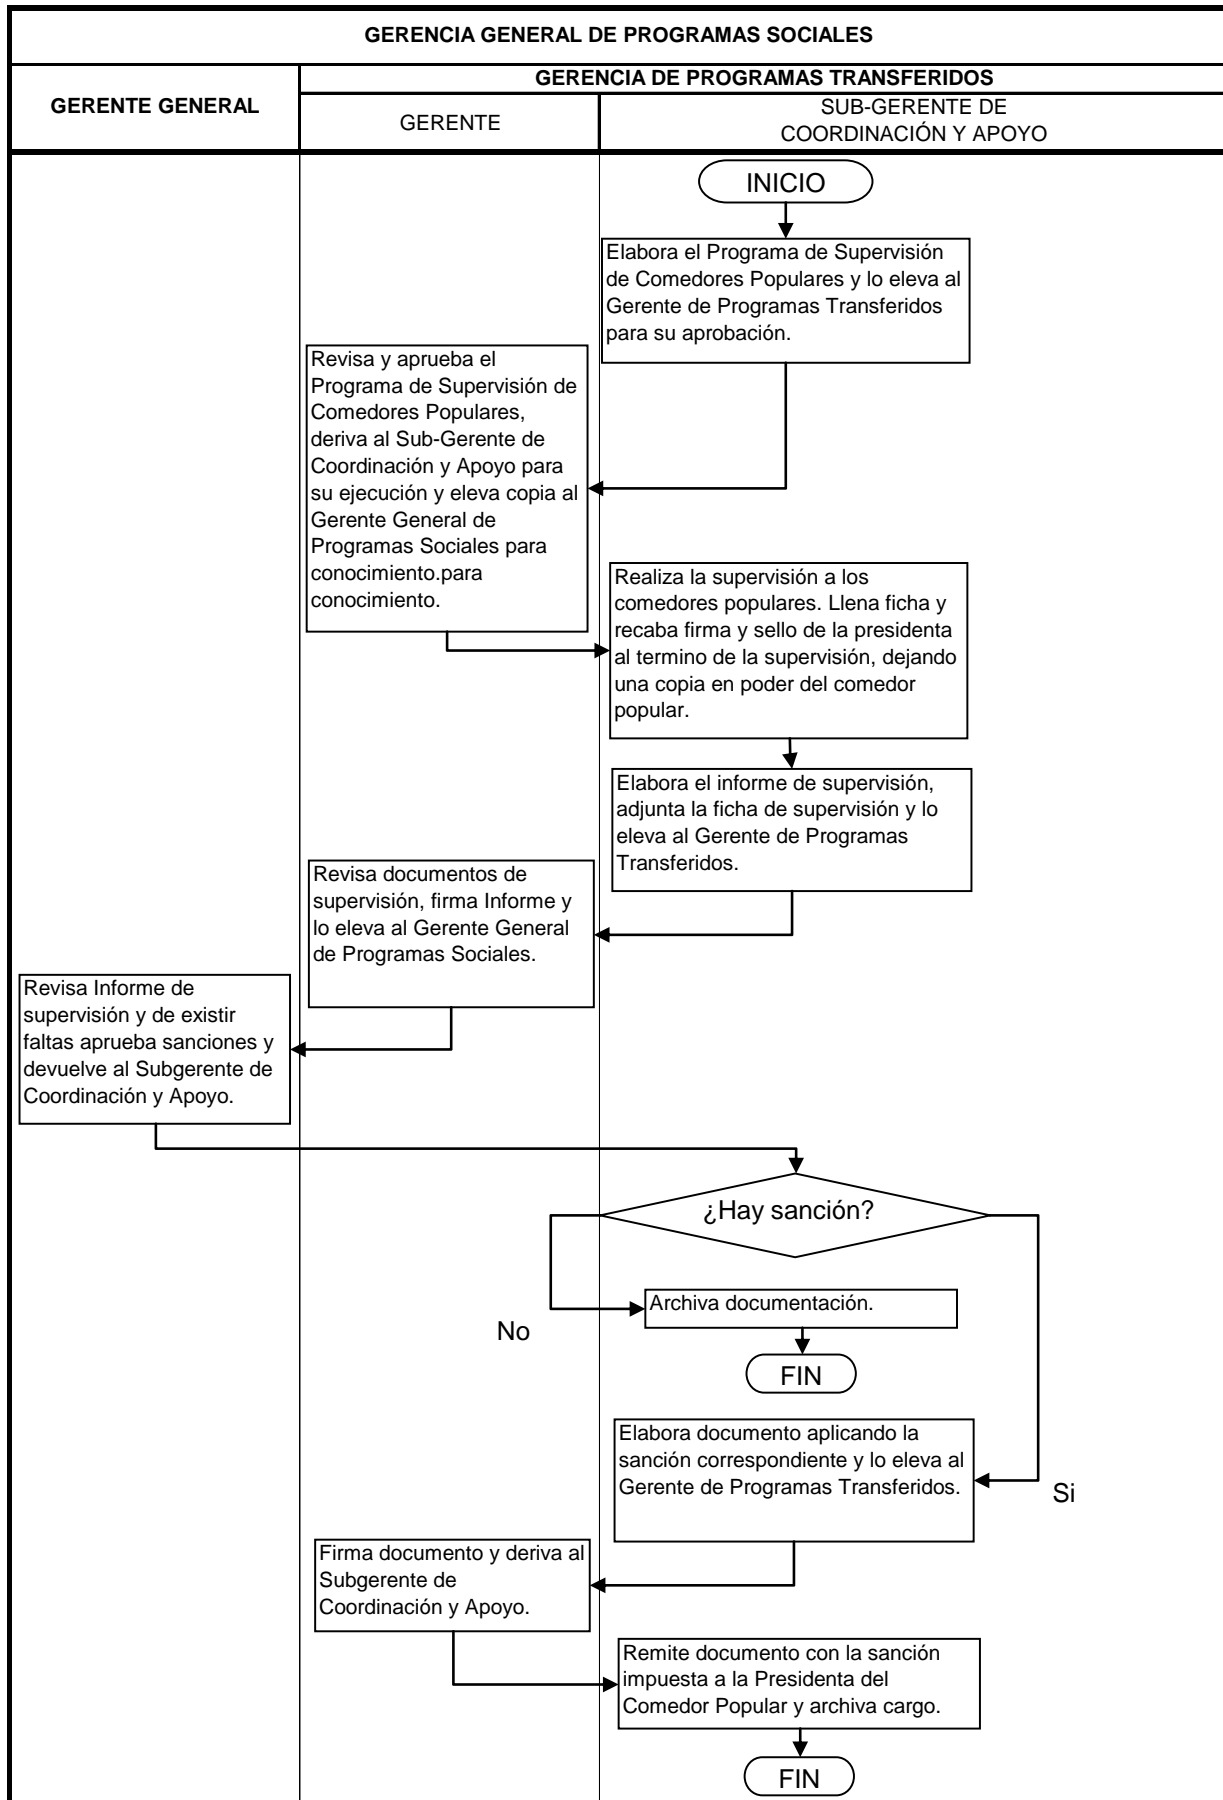 GERENCIA GENERAL DE PROGRAMAS SOCIALES
GERENTE GENERAL
GERENCIA DE PROGRAMAS TRANSFERIDOS
GERENTE
SUB-GERENTE DE
COORDINACIÓN Y APOYO
INICIO
Elabora el Programa de Supervisión
de Comedores Populares y lo eleva al
Gerente de Programas Transferidos
para su aprobación.
Revisa y aprueba el
Programa de Supervisión de
Comedores Populares,
deriva al Sub-Gerente de
Coordinación y Apoyo para
su ejecución y eleva copia al
Gerente General de
Programas Sociales para
conocimiento.para
conocimiento.
Realiza la supervisión a los
comedores populares. Llena ficha y
recaba firma y sello de la presidenta
al termino de la supervisión, dejando
una copia en poder del comedor
popular.
Elabora el informe de supervisión,
adjunta la ficha de supervisión y lo
eleva al Gerente de Programas
Transferidos.
Revisa documentos de
supervisión, firma Informe y
lo eleva al Gerente General
de Programas Sociales.
Revisa Informe de
supervisión y de existir
faltas aprueba sanciones y
devuelve al Subgerente de
Coordinación y Apoyo.
¿Hay sanción?
Archiva documentación.
No
FIN
Elabora documento aplicando la
sanción correspondiente y lo eleva al
Gerente de Programas Transferidos.
Si
Firma documento y deriva al
Subgerente de
Coordinación y Apoyo.
Remite documento con la sanción
impuesta a la Presidenta del
Comedor Popular y archiva cargo.
FIN